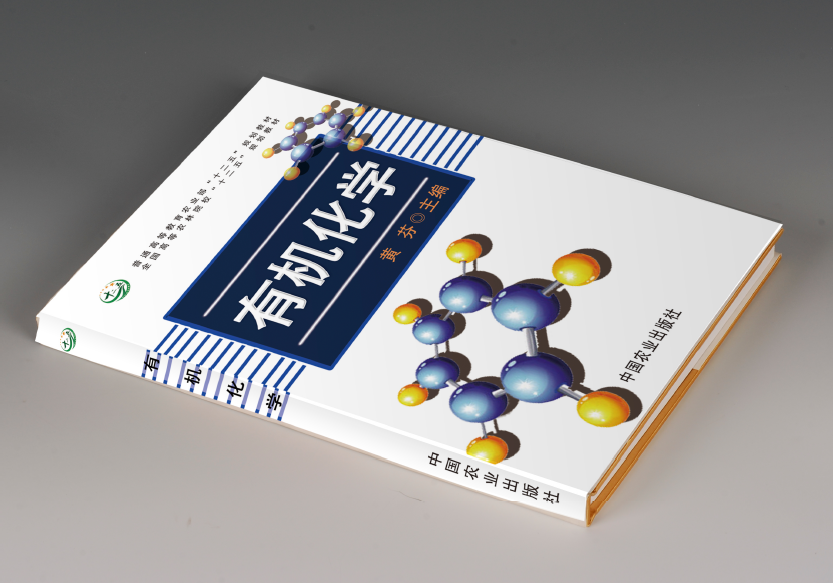 普通高等教育农业部“十二五”规划教材
全国高等农林院校“十二五”规划教材
有机化学
黄芬◎主编
中国农业出版社
有机化学
中国农业出版社